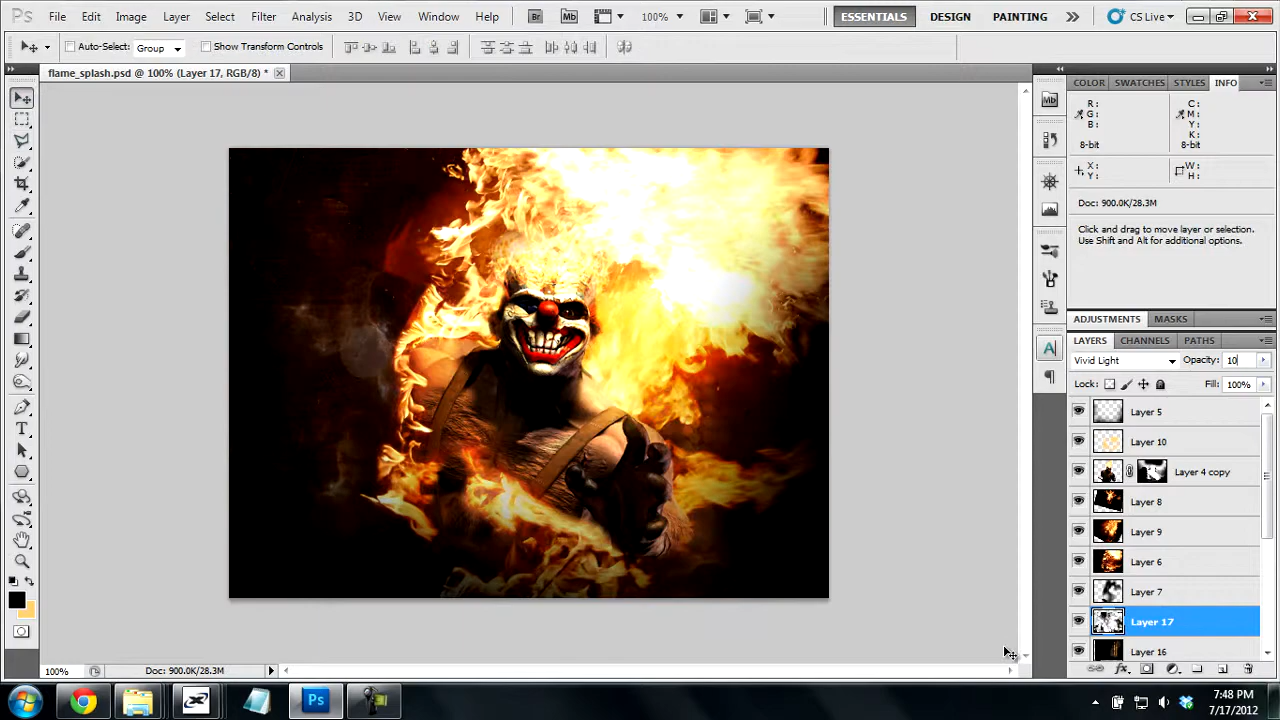 Ps File Edit Image Layer Select Filter Analysis 3D View Window Help Br Mb 100% ESSENTIALS DESIGN PAINTING CS Live
Auto-Select: Group Show Transform Controls
flame_splash.psd @ 100% (Layer 17, RGB/8) *
COLOR SWATCHES STYLES INFO
R: C:
G: M:
B: Y:
K:
8-bit 8-bit
X: W:
Y: H:
Doc: 900.0K/28.3M
Click and drag to move layer or selection.
Use Shift and Alt for additional options.
ADJUSTMENTS MASKS
LAYERS CHANNELS PATHS
Vivid Light Opacity: 10
Lock: Fill: 100%
Layer 5
Layer 10
Layer 4 copy
Layer 8
Layer 9
Layer 6
Layer 7
Layer 17
Layer 16
100% Doc: 900.0K/28.3M
Ps
7:48 PM
7/17/2012